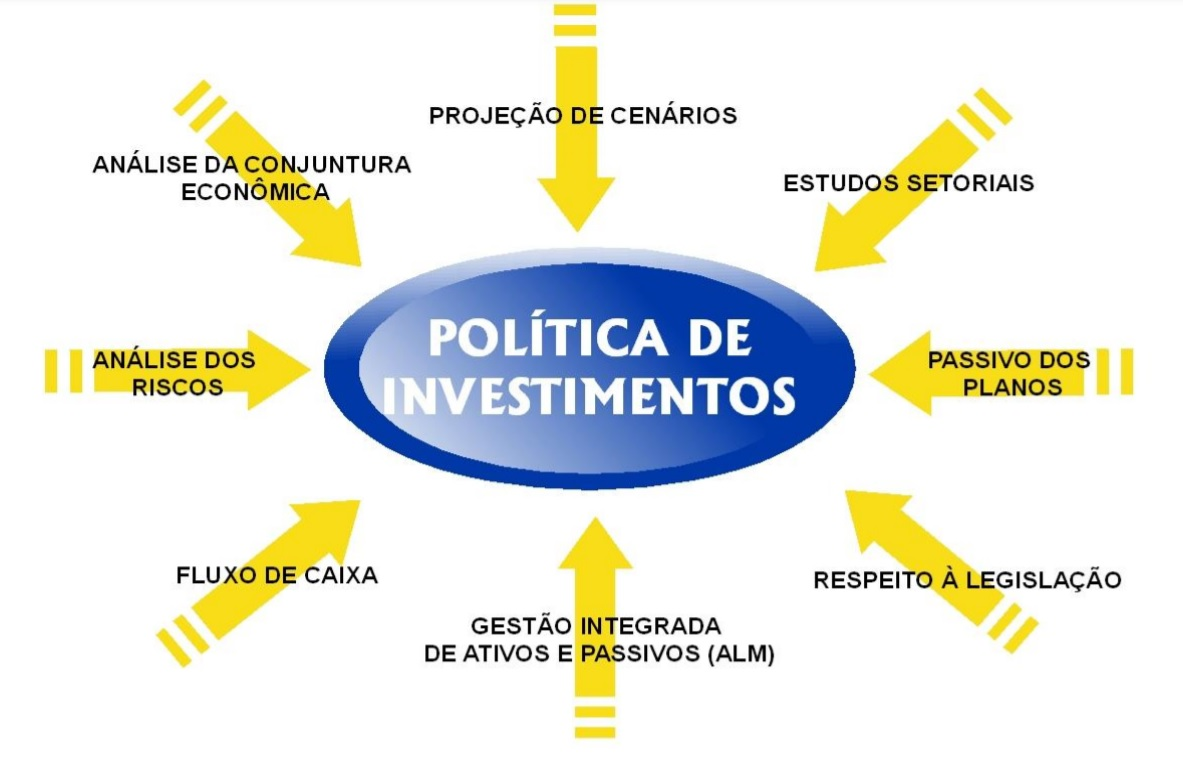 PROJEÇÃO DE CENÁRIOS
ANÁLISE DA CONJUNTURA
ECONÔMICA
ESTUDOS SETORIAIS
POLÍTICA DE
INVESTIMENTOS
ANÁLISE DOS
RISCOS
PASSIVO DOS
PLANOS
FLUXO DE CAIXA
RESPEITO À LEGISLAÇÃO
GESTÃO INTEGRADA
DE ATIVOS E PASSIVOS (ALM)